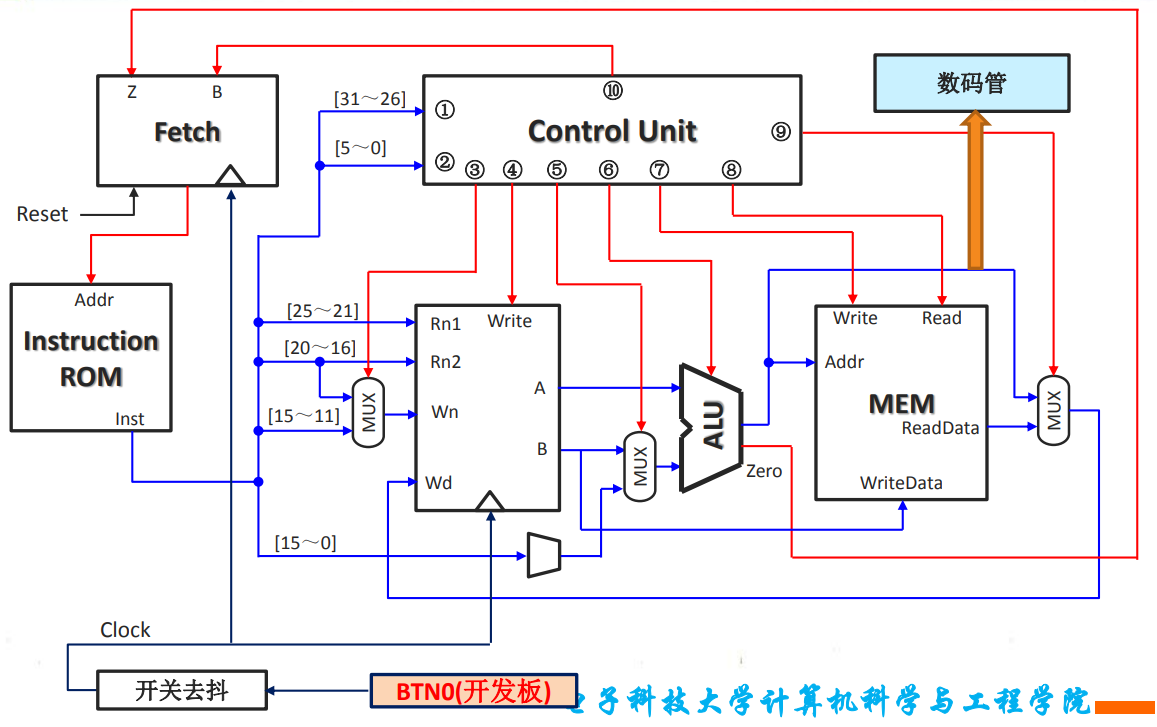 Z
B
Fetch
Reset
[31～26]
[5～0]
①
②
③
④
⑤
⑥
⑦
⑧
⑨
⑩
Control Unit
数码管
Addr
Instruction
ROM
Inst
[25～21]
[20～16]
[15～11]
[15～0]
MUX
Rn1
Write
Rn2
Wn
Wd
A
B
MUX
ALU
Zero
Write
Read
Addr
MEM
ReadData
WriteData
MUX
Clock
开关去抖
BTN0(开发板)
子科技大学计算机科学与工程学院